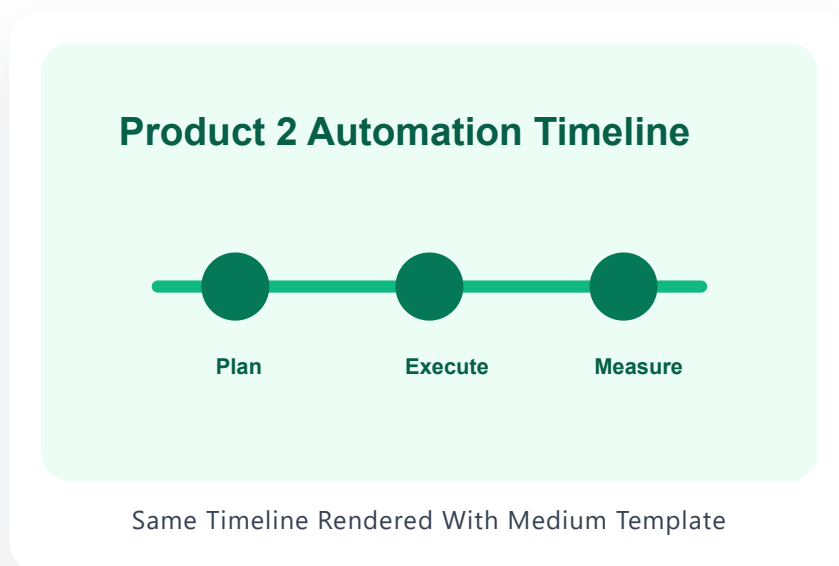 Product 2 Automation Timeline
Plan Execute Measure
Same Timeline Rendered With Medium Template